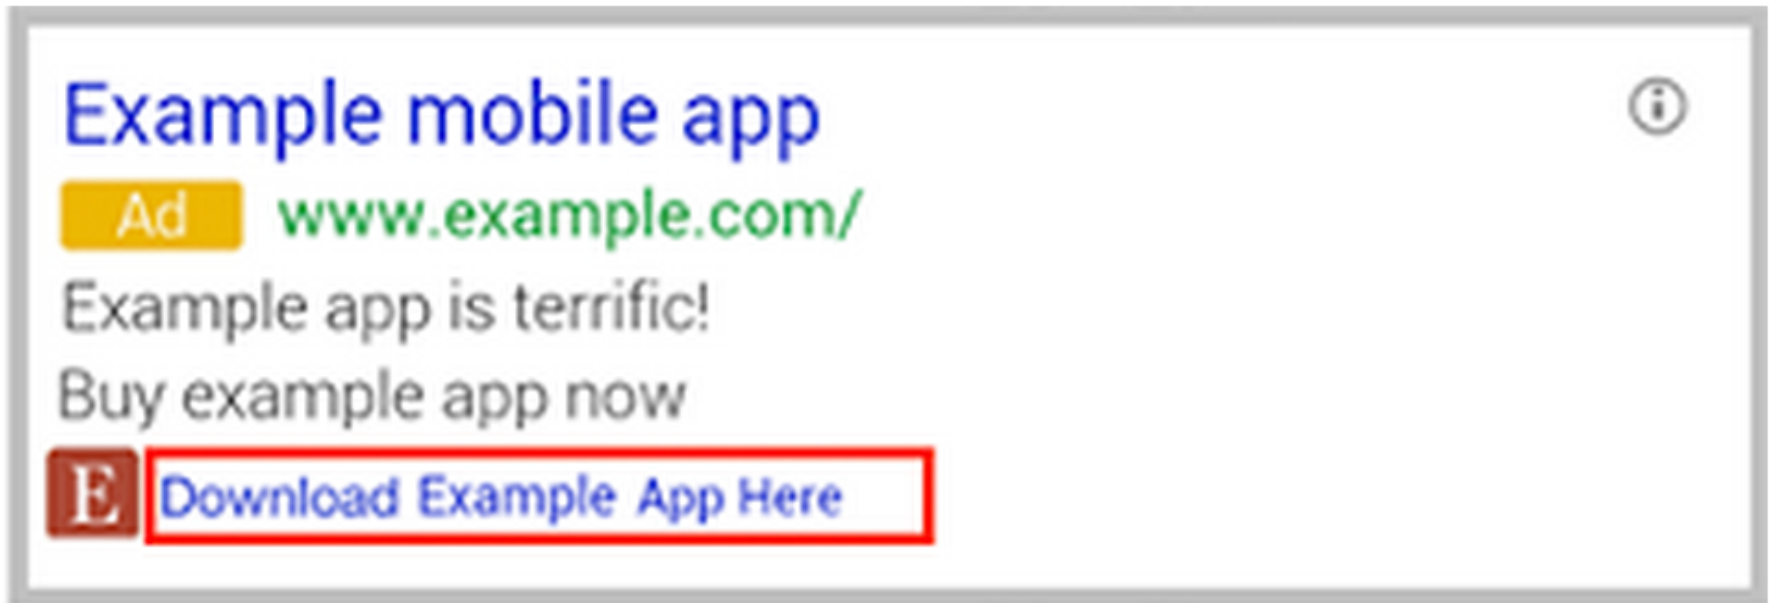 Example mobile app
Ad www.example.com/
Example app is terrific!
Buy example app now
E Download Example App Here